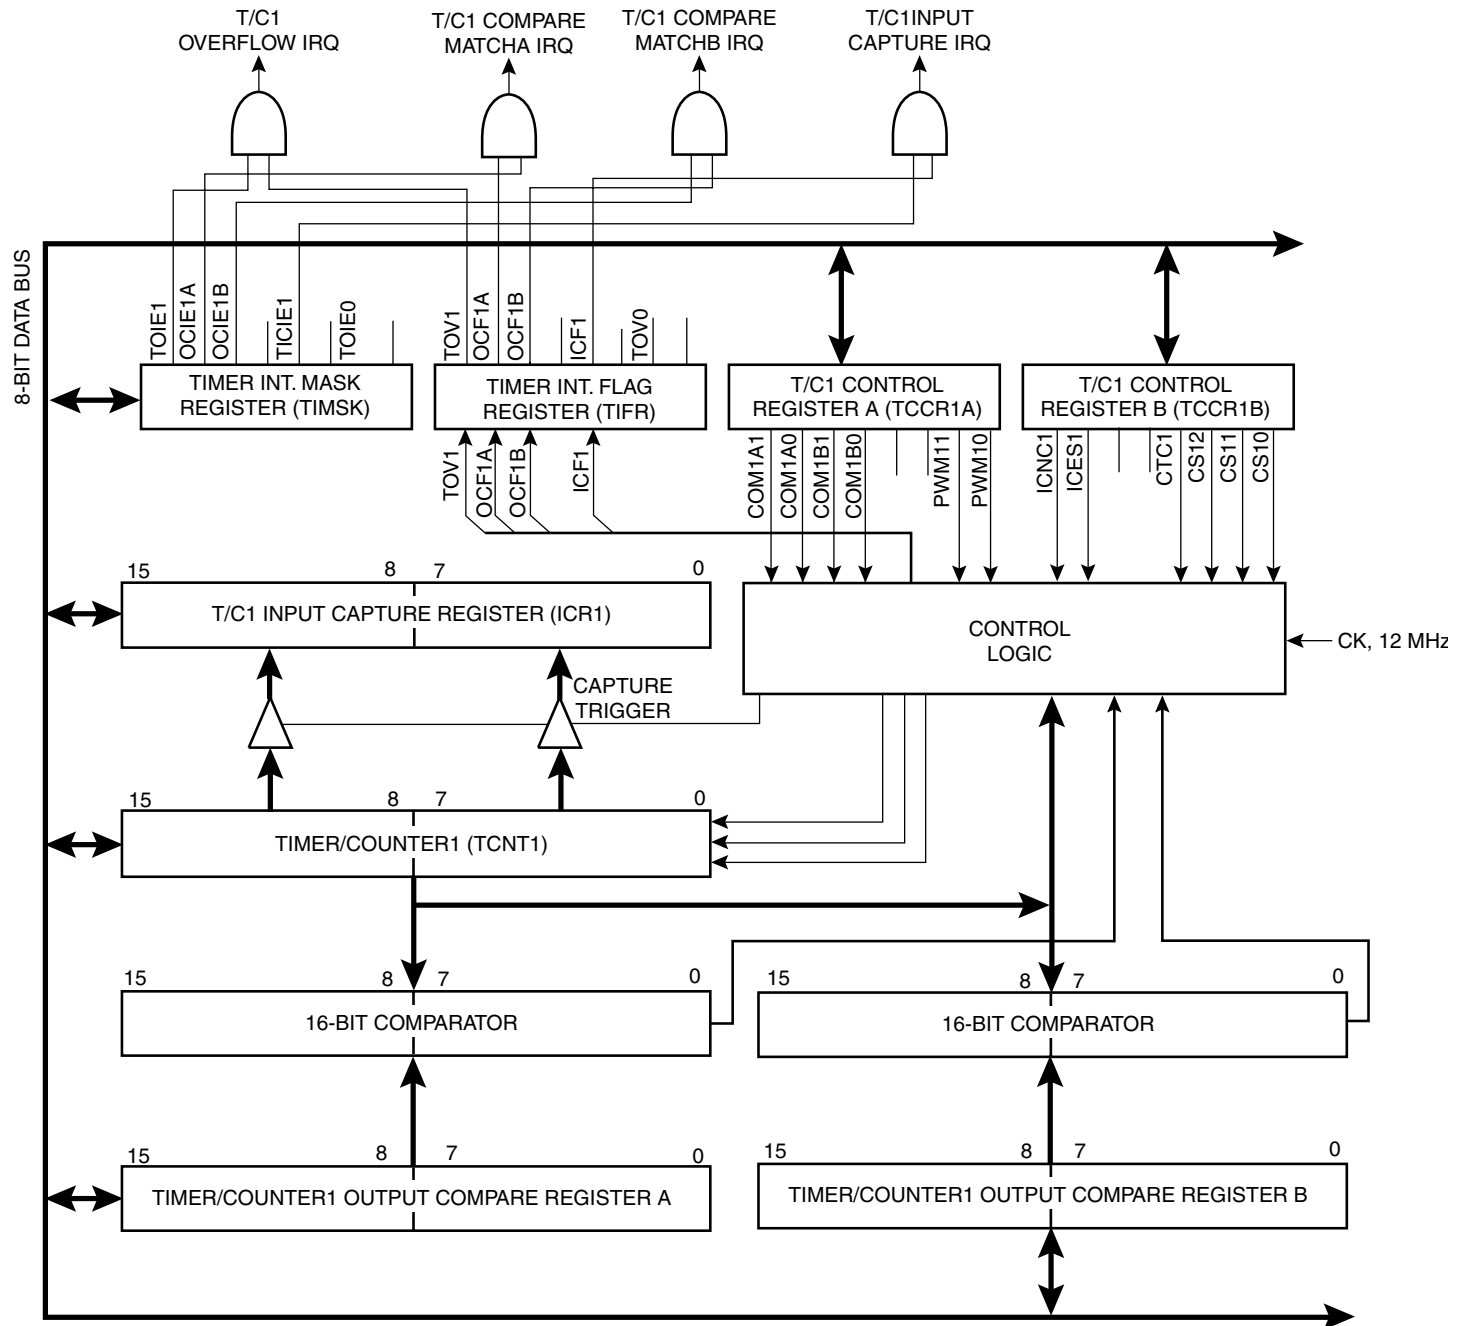 T/C1
OVERFLOW IRQ
T/C1 COMPARE
MATCHA IRQ
T/C1 COMPARE
MATCHB IRQ
T/C1INPUT
CAPTURE IRQ
8-BIT DATA BUS
TOIE1
OCIE1A
OCIE1B
TICIE1
TOIE0
TOV1
OCF1A
OCF1B
ICF1
TOV0
TIMER INT. MASK
REGISTER (TIMSK)
TIMER INT. FLAG
REGISTER (TIFR)
T/C1 CONTROL
REGISTER A (TCCR1A)
T/C1 CONTROL
REGISTER B (TCCR1B)
TOV1
OCF1A
OCF1B
ICF1
COM1A1
COM1A0
COM1B1
COM1B0
PWM11
PWM10
ICNC1
ICES1
CTC1
CS12
CS11
CS10
15 8 7 0
T/C1 INPUT CAPTURE REGISTER (ICR1)
CONTROL
LOGIC
CK, 12 MHz
CAPTURE
TRIGGER
15 8 7 0
TIMER/COUNTER1 (TCNT1)
15 8 7 0
16-BIT COMPARATOR
15 8 7 0
16-BIT COMPARATOR
15 8 7 0
TIMER/COUNTER1 OUTPUT COMPARE REGISTER A
15 8 7 0
TIMER/COUNTER1 OUTPUT COMPARE REGISTER B